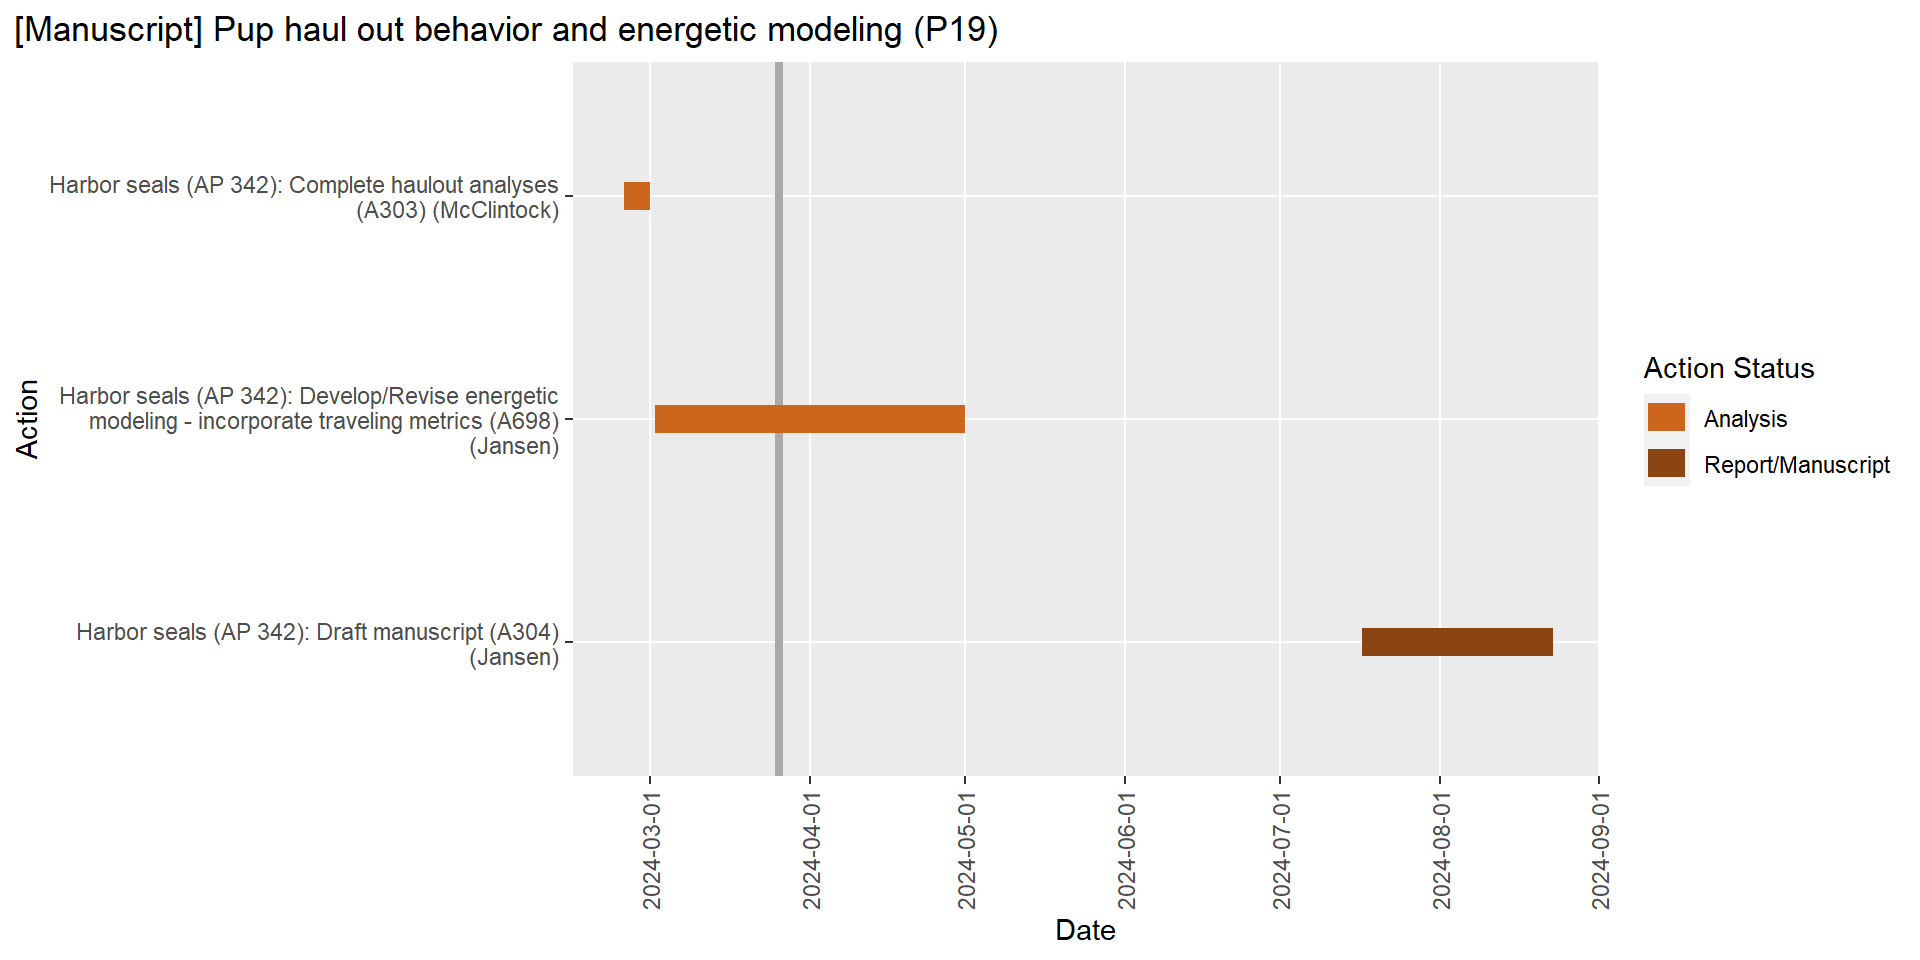 [Manuscript] Pup haul out behavior and energetic modeling (P19)
Harbor seals (AP 342): Complete haulout analyses
(A303) (McClintock)
Harbor seals (AP 342): Develop/Revise energetic
modeling - incorporate traveling metrics (A698)
(Jansen)
Harbor seals (AP 342): Draft manuscript (A304)
(Jansen)
Action
2024-03-01
2024-04-01
2024-05-01
2024-06-01
2024-07-01
2024-08-01
2024-09-01
Date
Action Status
Analysis
Report/Manuscript